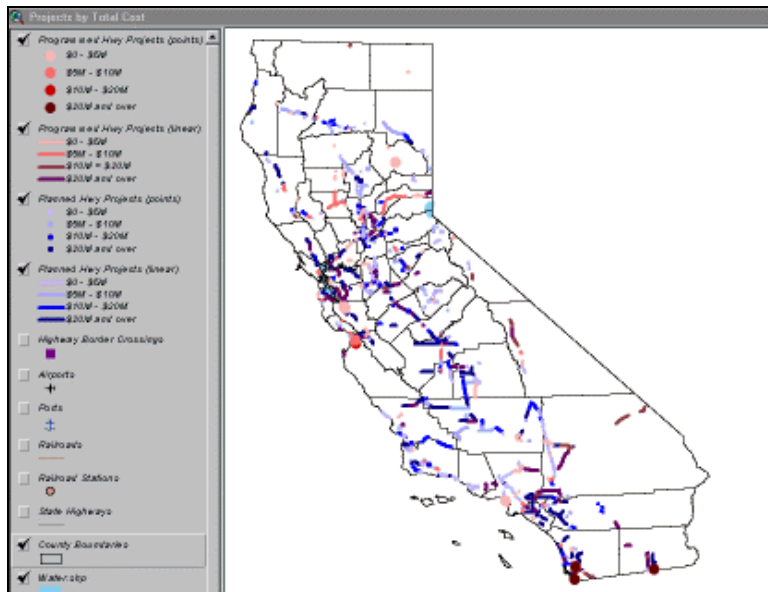 Projects by Total Cost
Programmed Hwy Projects (points)
$0 - $5M
$5M - $10M
$10M - $20M
$20M and over
Programmed Hwy Projects (linear)
$0 - $5M
$5M - $10M
$10M - $20M
$20M and over
Planned Hwy Projects (points)
$0 - $5M
$5M - $10M
$10M - $20M
$20M and over
Planned Hwy Projects (linear)
$0 - $5M
$5M - $10M
$10M - $20M
$20M and over
Highway Border Crossings
Airports
Ports
Railroads
Railroad Stations
State Highways
County Boundaries